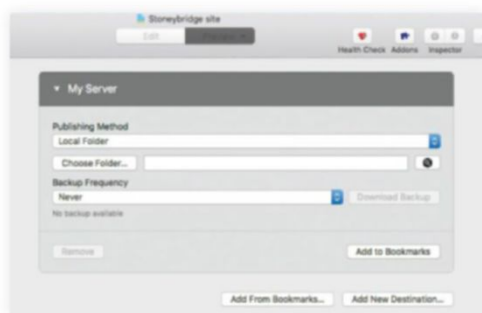 Stoneybridge site
Edit Preview
Health Check Addons Inspector
My Server
Publishing Method
Local Folder
Choose Folder...
Backup Frequency
Never Download Backup
No backup available
Remove Add to Bookmarks
Add From Bookmarks... Add New Destination...